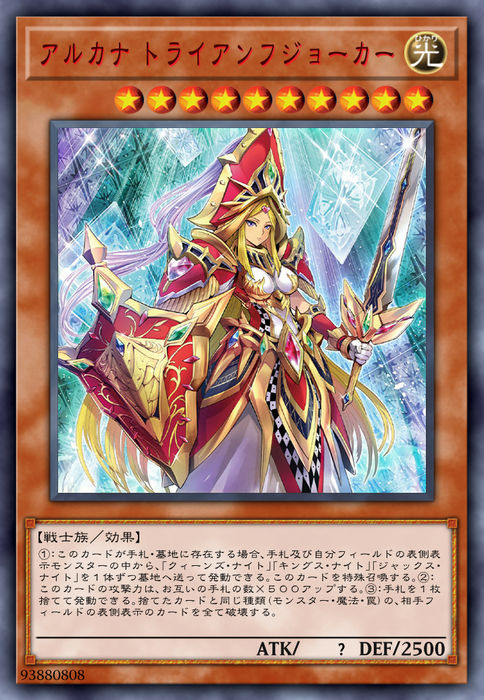 アルカナ トライアンフジョーカー
ひかり
光
【戦士族／効果】
①：このカードが手札・墓地に存在する場合、手札及び自分フィールドの表側表
示モンスターの中から、「クィーンズ・ナイト」「キングス・ナイト」「ジャックス・
ナイト」を１体ずつ墓地へ送って発動できる。このカードを特殊召喚する。②：
このカードの攻撃力は、お互いの手札の数×５００アップする。③：手札を１枚
捨てて発動できる。捨てたカードと同じ種類（モンスター・魔法・罠）の、相手フ
ィールドの表側表示のカードを全て破壊する。
ATK/ ? DEF/2500
93880808